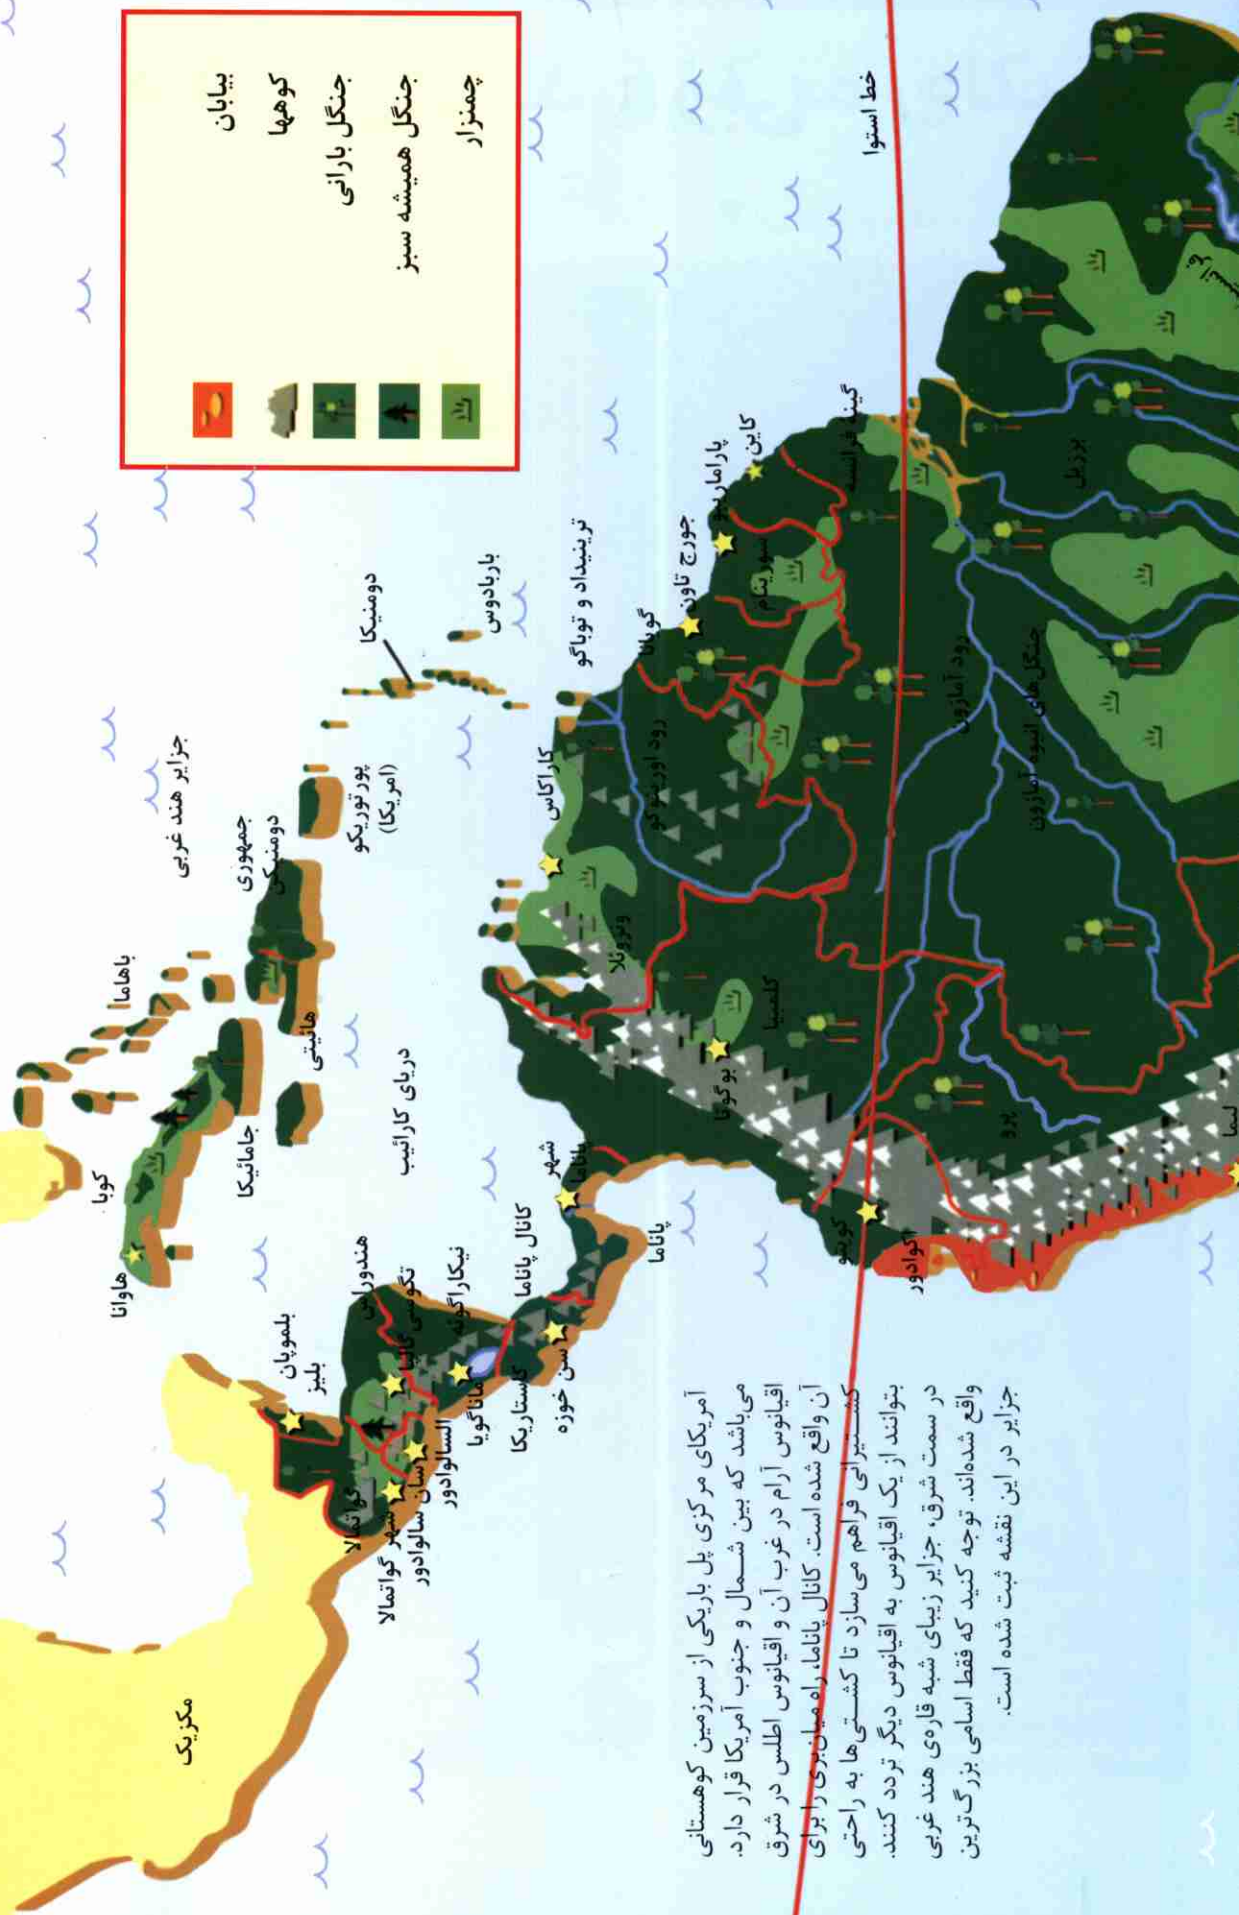 بیابان
کوهها
جنگل بارانی
جنگل همیشه سبز
چمنزار
خط استوا
جزایر هند غربی
باهاما
کوبا
هاوانا
جامائیکا
هائیتی
جمهوری
دومنیکن
پورتوریکو
(امریکا)
دومنیکا
باربادوس
ترینیداد و توباگو
دریای کارائیب
مکزیک
بلموپان
بلیز
گواتمالا
شهر گواتمالا
سان سالوادور
السالوادور
هندوراس
تگوسی گالپا
نیکاراگوئه
ماناگویا
کاستاریکا
سن خوزه
کانال پاناما
شهر
پاناما
پاناما
کاراکاس
ونزوئلا
رود اورینوکو
گویانا
جورج تاون
سورینام
پاراماریبو
کاین
گینه فرانسه
کلمبیا
بوگوتا
کویتو
اکوادور
پرو
لیما
رود آمازون
جنگل‌های انبوه آمازون
برزیل
آمریکای مرکزی پل باریکی از سرزمین کوهستانی
می‌باشد که بین شمال و جنوب آمریکا قرار دارد.
اقیانوس آرام در غرب آن و اقیانوس اطلس در شرق
آن واقع شده است. کانال پاناما، راه میان‌بری را برای
کشتیرانی فراهم می‌سازد تا کشتی‌ها به راحتی
بتوانند از یک اقیانوس به اقیانوس دیگر تردد کنند.
در سمت شرق، جزایر زیبای شبه قاره‌ی هند غربی
واقع شده‌اند. توجه کنید که فقط اسامی بزرگ‌ترین
جزایر در این نقشه ثبت شده است.